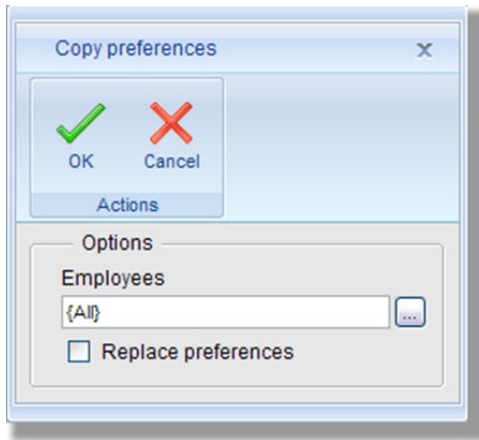 Copy preferences x
OK Cancel
Actions
Options
Employees
{All}
...
Replace preferences